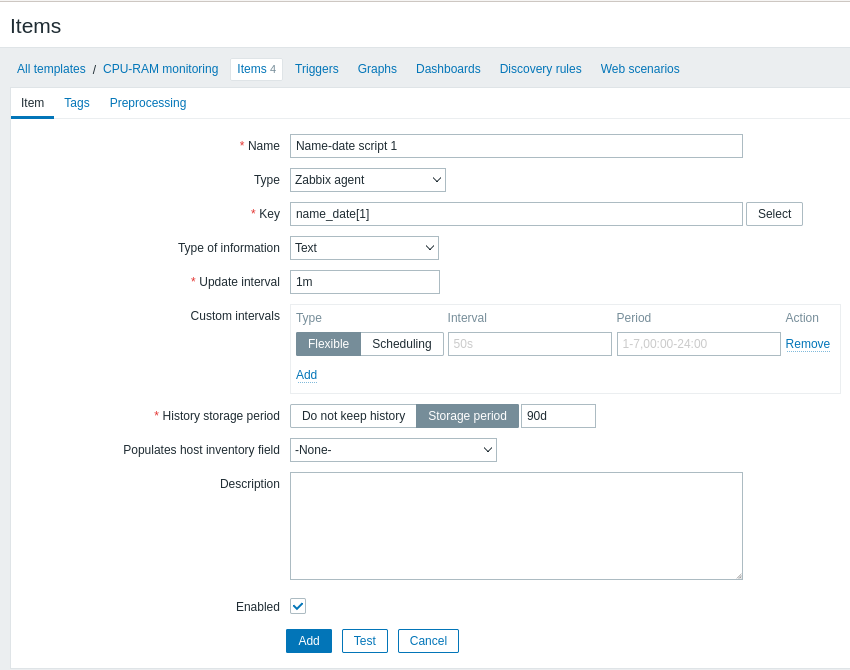 Items
All templates / CPU-RAM monitoring Items 4 Triggers Graphs Dashboards Discovery rules Web scenarios
Item Tags Preprocessing
* Name Name-date script 1
Type Zabbix agent
* Key name_date[1] Select
Type of information Text
* Update interval 1m
Custom intervals Type Interval Period Action
Flexible Scheduling 50s 1-7,00:00-24:00 Remove
Add
* History storage period Do not keep history Storage period 90d
Populates host inventory field -None-
Description
Enabled
Add Test Cancel